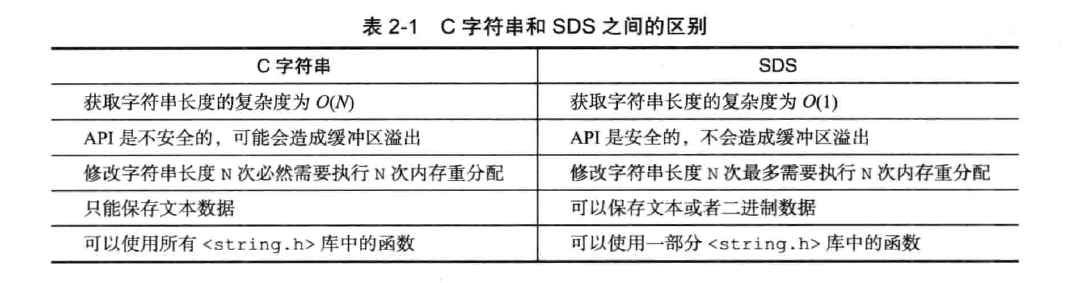 表 2-1 C 字符串和 SDS 之间的区别
C 字符串 SDS
获取字符串长度的复杂度为 O(N) 获取字符串长度的复杂度为 O(1)
API 是不安全的，可能会造成缓冲区溢出 API 是安全的，不会造成缓冲区溢出
修改字符串长度 N 次必然需要执行 N 次内存重分配 修改字符串长度 N 次最多需要执行 N 次内存重分配
只能保存文本数据 可以保存文本或者二进制数据
可以使用所有 <string.h> 库中的函数 可以使用一部分 <string.h> 库中的函数